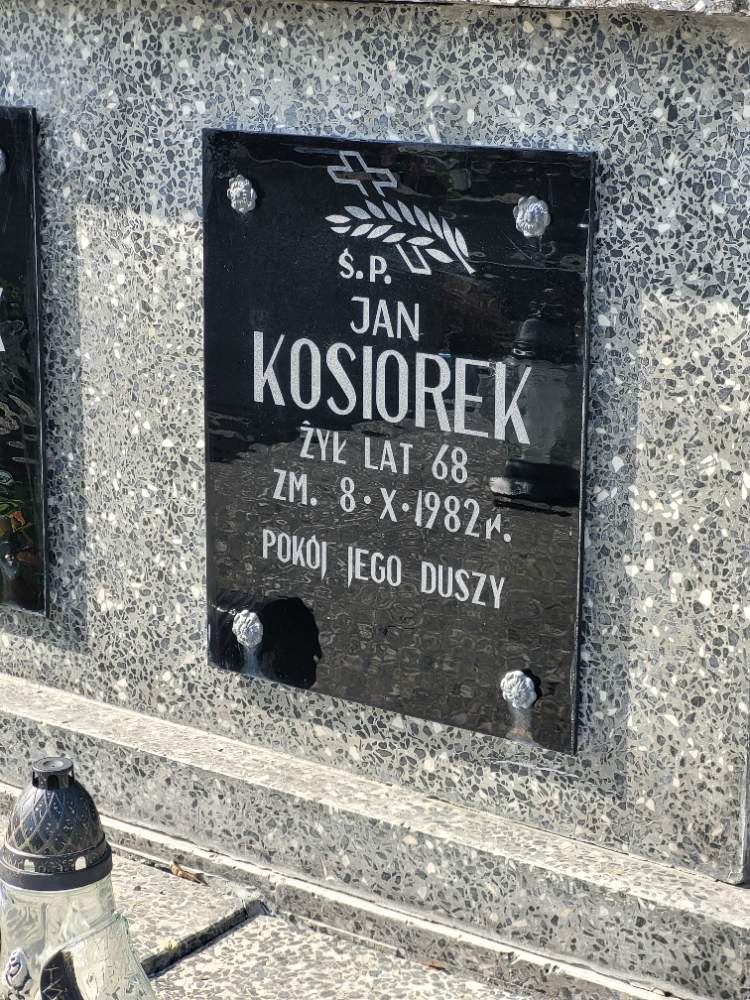 Ś.P.
JAN
KOSIOREK
ŻYŁ LAT 68
ZM. 8·X·1982r.
POKÓJ JEGO DUSZY